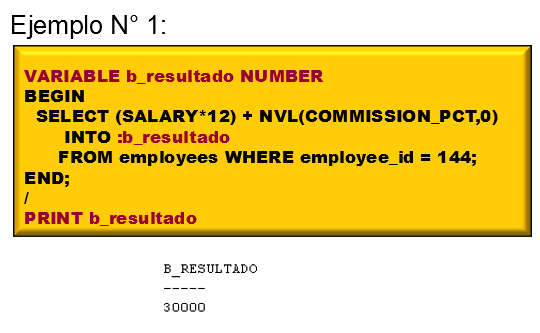 Ejemplo N° 1:
VARIABLE b_resultado NUMBER
BEGIN
SELECT (SALARY*12) + NVL(COMMISSION_PCT,0)
INTO :b_resultado
FROM employees WHERE employee_id = 144;
END;
/
PRINT b_resultado
B_RESULTADO
-----
30000